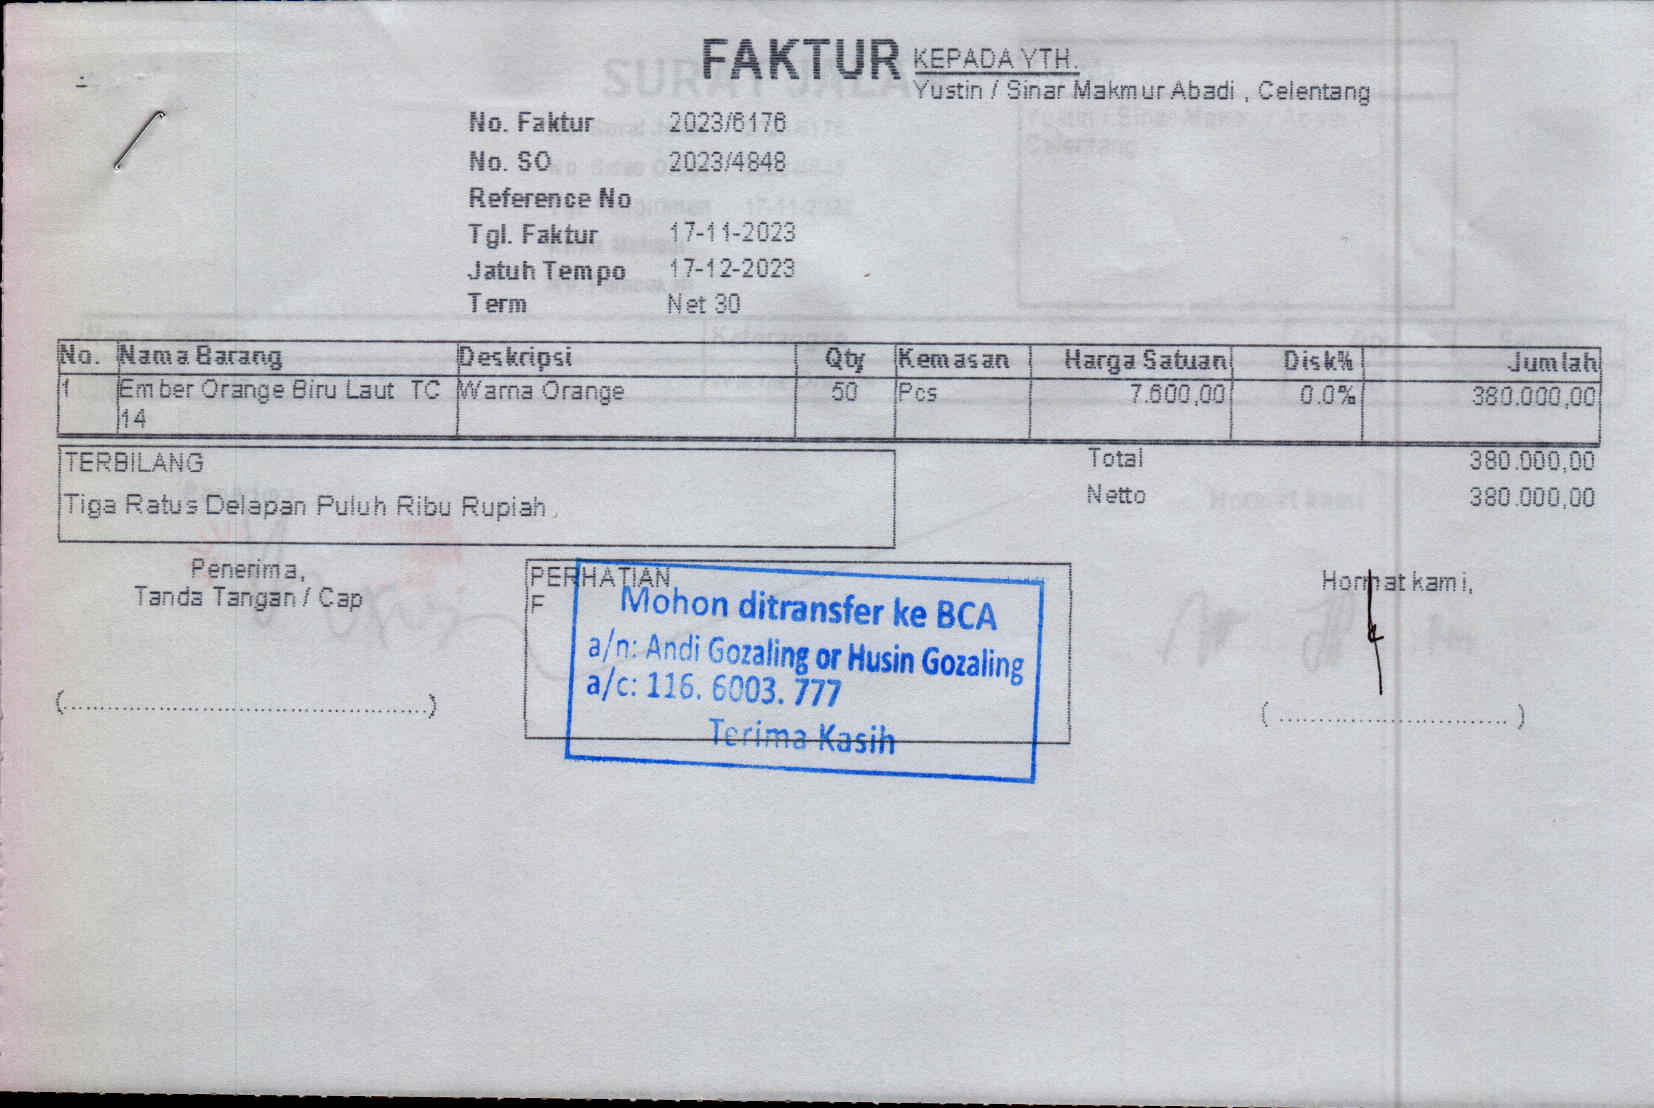 FAKTUR
KEPADA YTH.
Yustin / Sinar Makmur Abadi , Celentang
No. Faktur 2023/6176
No. SO 2023/4848
Reference No
Tgl. Faktur 17-11-2023
Jatuh Tempo 17-12-2023
Term Net 30
No. Nama Barang Deskripsi Qty Kemasan Harga Satuan Disk% Jumlah
1 Ember Orange Biru Laut TC Warna Orange 50 Pcs 7.600,00 0.0% 380.000,00
14
TERBILANG
Tiga Ratus Delapan Puluh Ribu Rupiah
Total 380.000,00
Netto 380.000,00
Penerima,
Tanda Tangan / Cap
(..........................................)
PERHATIAN
F
Mohon ditransfer ke BCA
a/n: Andi Gozaling or Husin Gozaling
a/c: 116. 6003. 777
Terima Kasih
Hormat kami,
( ............................ )